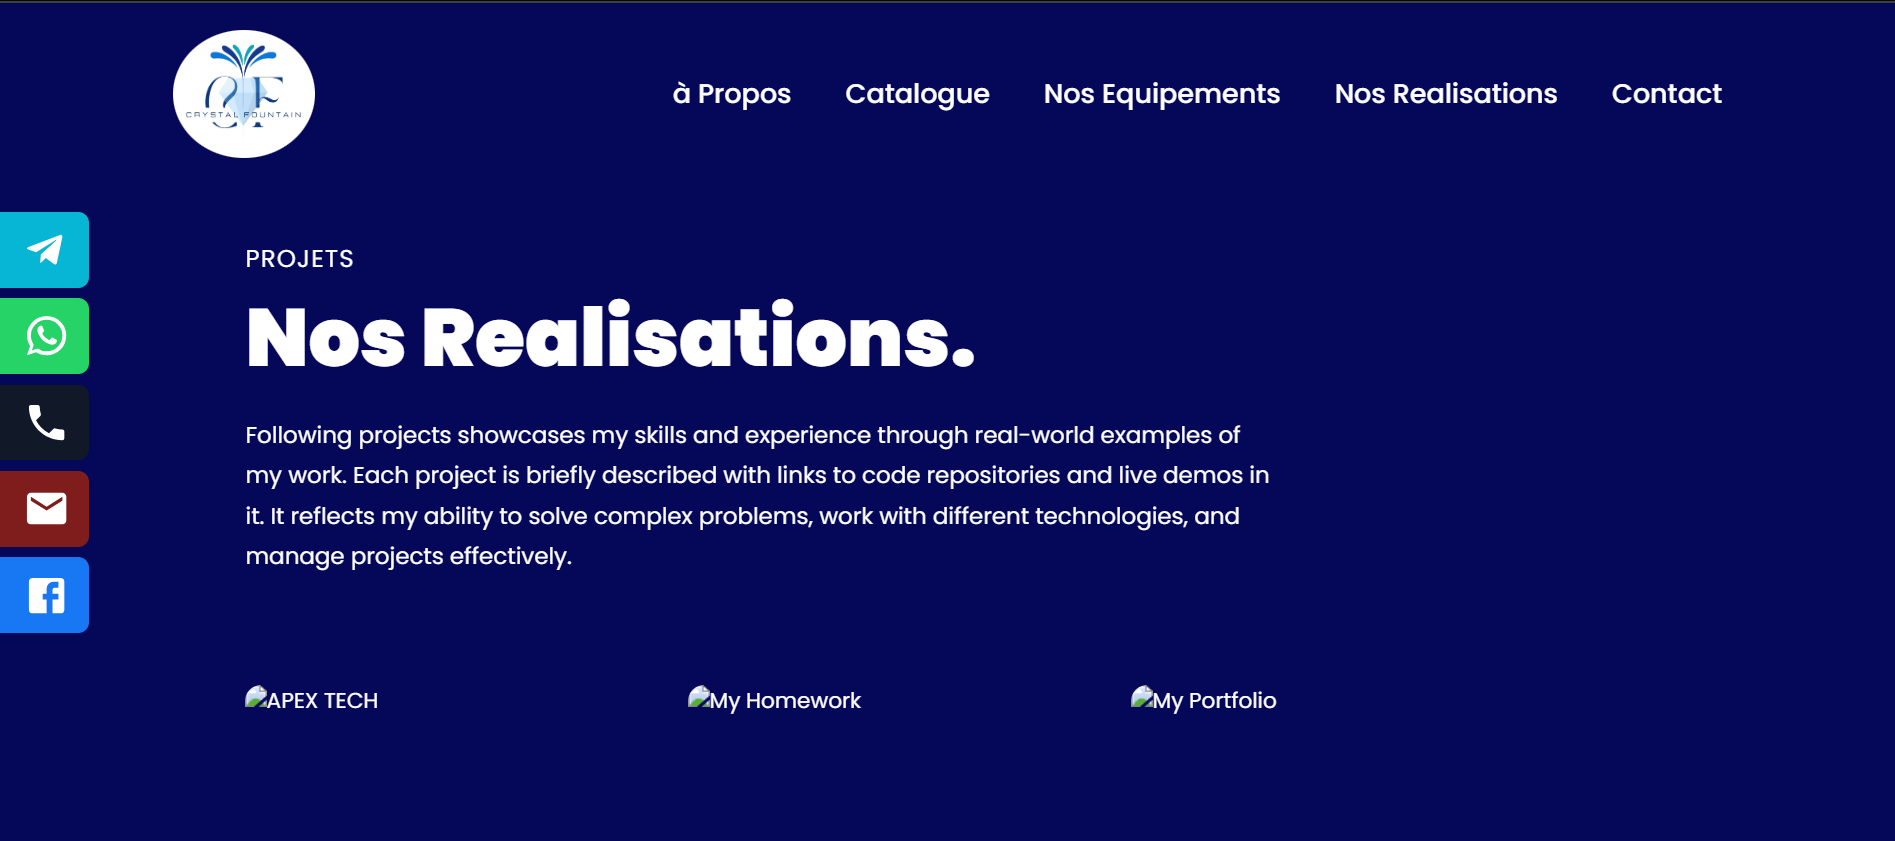 CF
CRYSTAL FOUNTAIN
à Propos Catalogue Nos Equipements Nos Realisations Contact
PROJETS
Nos Realisations.
Following projects showcases my skills and experience through real-world examples of
my work. Each project is briefly described with links to code repositories and live demos in
it. It reflects my ability to solve complex problems, work with different technologies, and
manage projects effectively.
APEX TECH My Homework My Portfolio